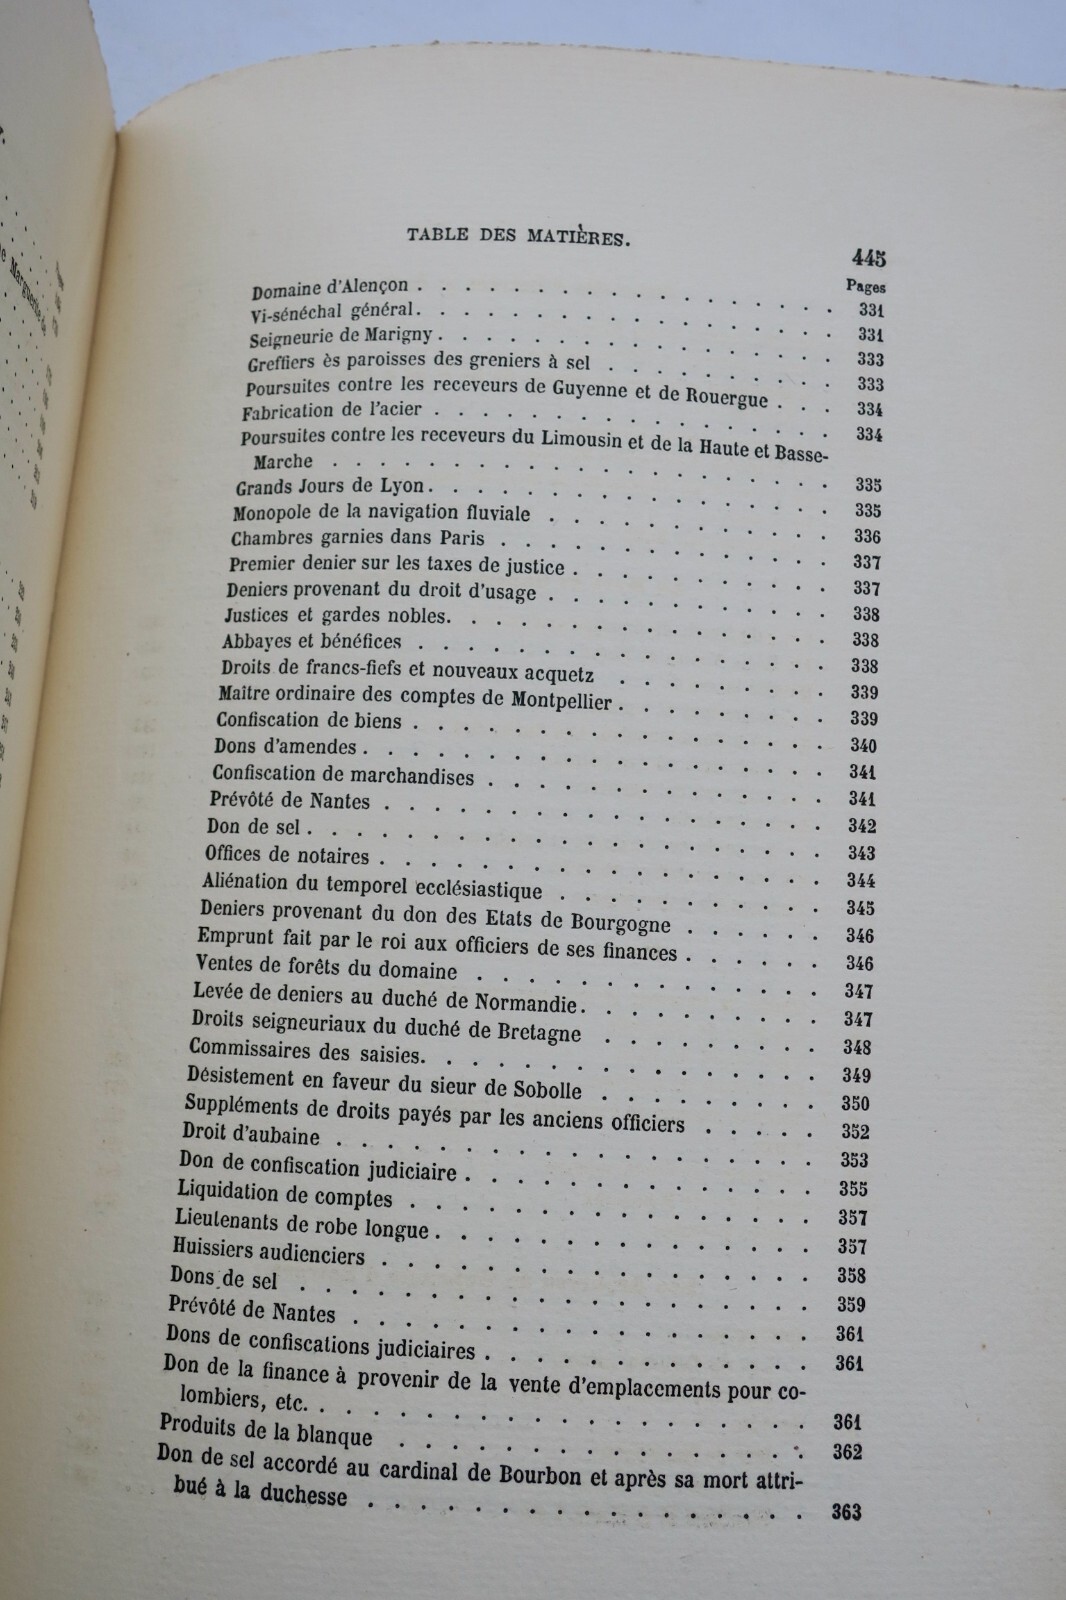 TABLE DES MATIÈRES. 445
Pages
Domaine d'Alençon . . . . . . . . . . . . . . . . 331
Vi-sénéchal général. . . . . . . . . . . . . . . . 331
Seigneurie de Marigny . . . . . . . . . . . . . . . 333
Greffiers ès paroisses des greniers à sel . . . . . . . . . . 333
Poursuites contre les receveurs de Guyenne et de Rouergue . . . 334
Fabrication de l'acier . . . . . . . . . . . . . . . 334
Poursuites contre les receveurs du Limousin et de la Haute et Basse-
Marche . . . . . . . . . . . . . . . . . . . 335
Grands Jours de Lyon. . . . . . . . . . . . . . . . 335
Monopole de la navigation fluviale . . . . . . . . . . . 336
Chambres garnies dans Paris . . . . . . . . . . . . . 337
Premier denier sur les taxes de justice . . . . . . . . . . 337
Deniers provenant du droit d'usage . . . . . . . . . . . 338
Justices et gardes nobles. . . . . . . . . . . . . . . 338
Abbayes et bénéfices . . . . . . . . . . . . . . . . 338
Droits de francs-fiefs et nouveaux acquetz . . . . . . . . 339
Maître ordinaire des comptes de Montpellier . . . . . . . . 339
Confiscation de biens . . . . . . . . . . . . . . . . 340
Dons d'amendes . . . . . . . . . . . . . . . . . . 341
Confiscation de marchandises . . . . . . . . . . . . . 341
Prévôté de Nantes . . . . . . . . . . . . . . . . . 342
Don de sel . . . . . . . . . . . . . . . . . . . . 343
Offices de notaires . . . . . . . . . . . . . . . . . 344
Aliénation du temporel ecclésiastique . . . . . . . . . . 345
Deniers provenant du don des Etats de Bourgogne . . . . . . 346
Emprunt fait par le roi aux officiers de ses finances . . . . . . 346
Ventes de forêts du domaine . . . . . . . . . . . . . 347
Levée de deniers au duché de Normandie. . . . . . . . . . 347
Droits seigneuriaux du duché de Bretagne . . . . . . . . . 348
Commissaires des saisies. . . . . . . . . . . . . . . 349
Désistement en faveur du sieur de Sobolle . . . . . . . . . 350
Suppléments de droits payés par les anciens officiers . . . . . 352
Droit d'aubaine . . . . . . . . . . . . . . . . . . 353
Don de confiscation judiciaire . . . . . . . . . . . . . 355
Liquidation de comptes . . . . . . . . . . . . . . . 357
Lieutenants de robe longue . . . . . . . . . . . . . . 357
Huissiers audienciers . . . . . . . . . . . . . . . . 358
Dons de sel . . . . . . . . . . . . . . . . . . . 359
Prévôté de Nantes . . . . . . . . . . . . . . . . . 361
Dons de confiscations judiciaires . . . . . . . . . . . . 361
Don de la finance à provenir de la vente d'emplacements pour co-
lombiers, etc. . . . . . . . . . . . . . . . . . . 361
Produits de la blanque . . . . . . . . . . . . . . . 362
Don de sel accordé au cardinal de Bourbon et après sa mort attri-
bué à la duchesse . . . . . . . . . . . . . . . . 363